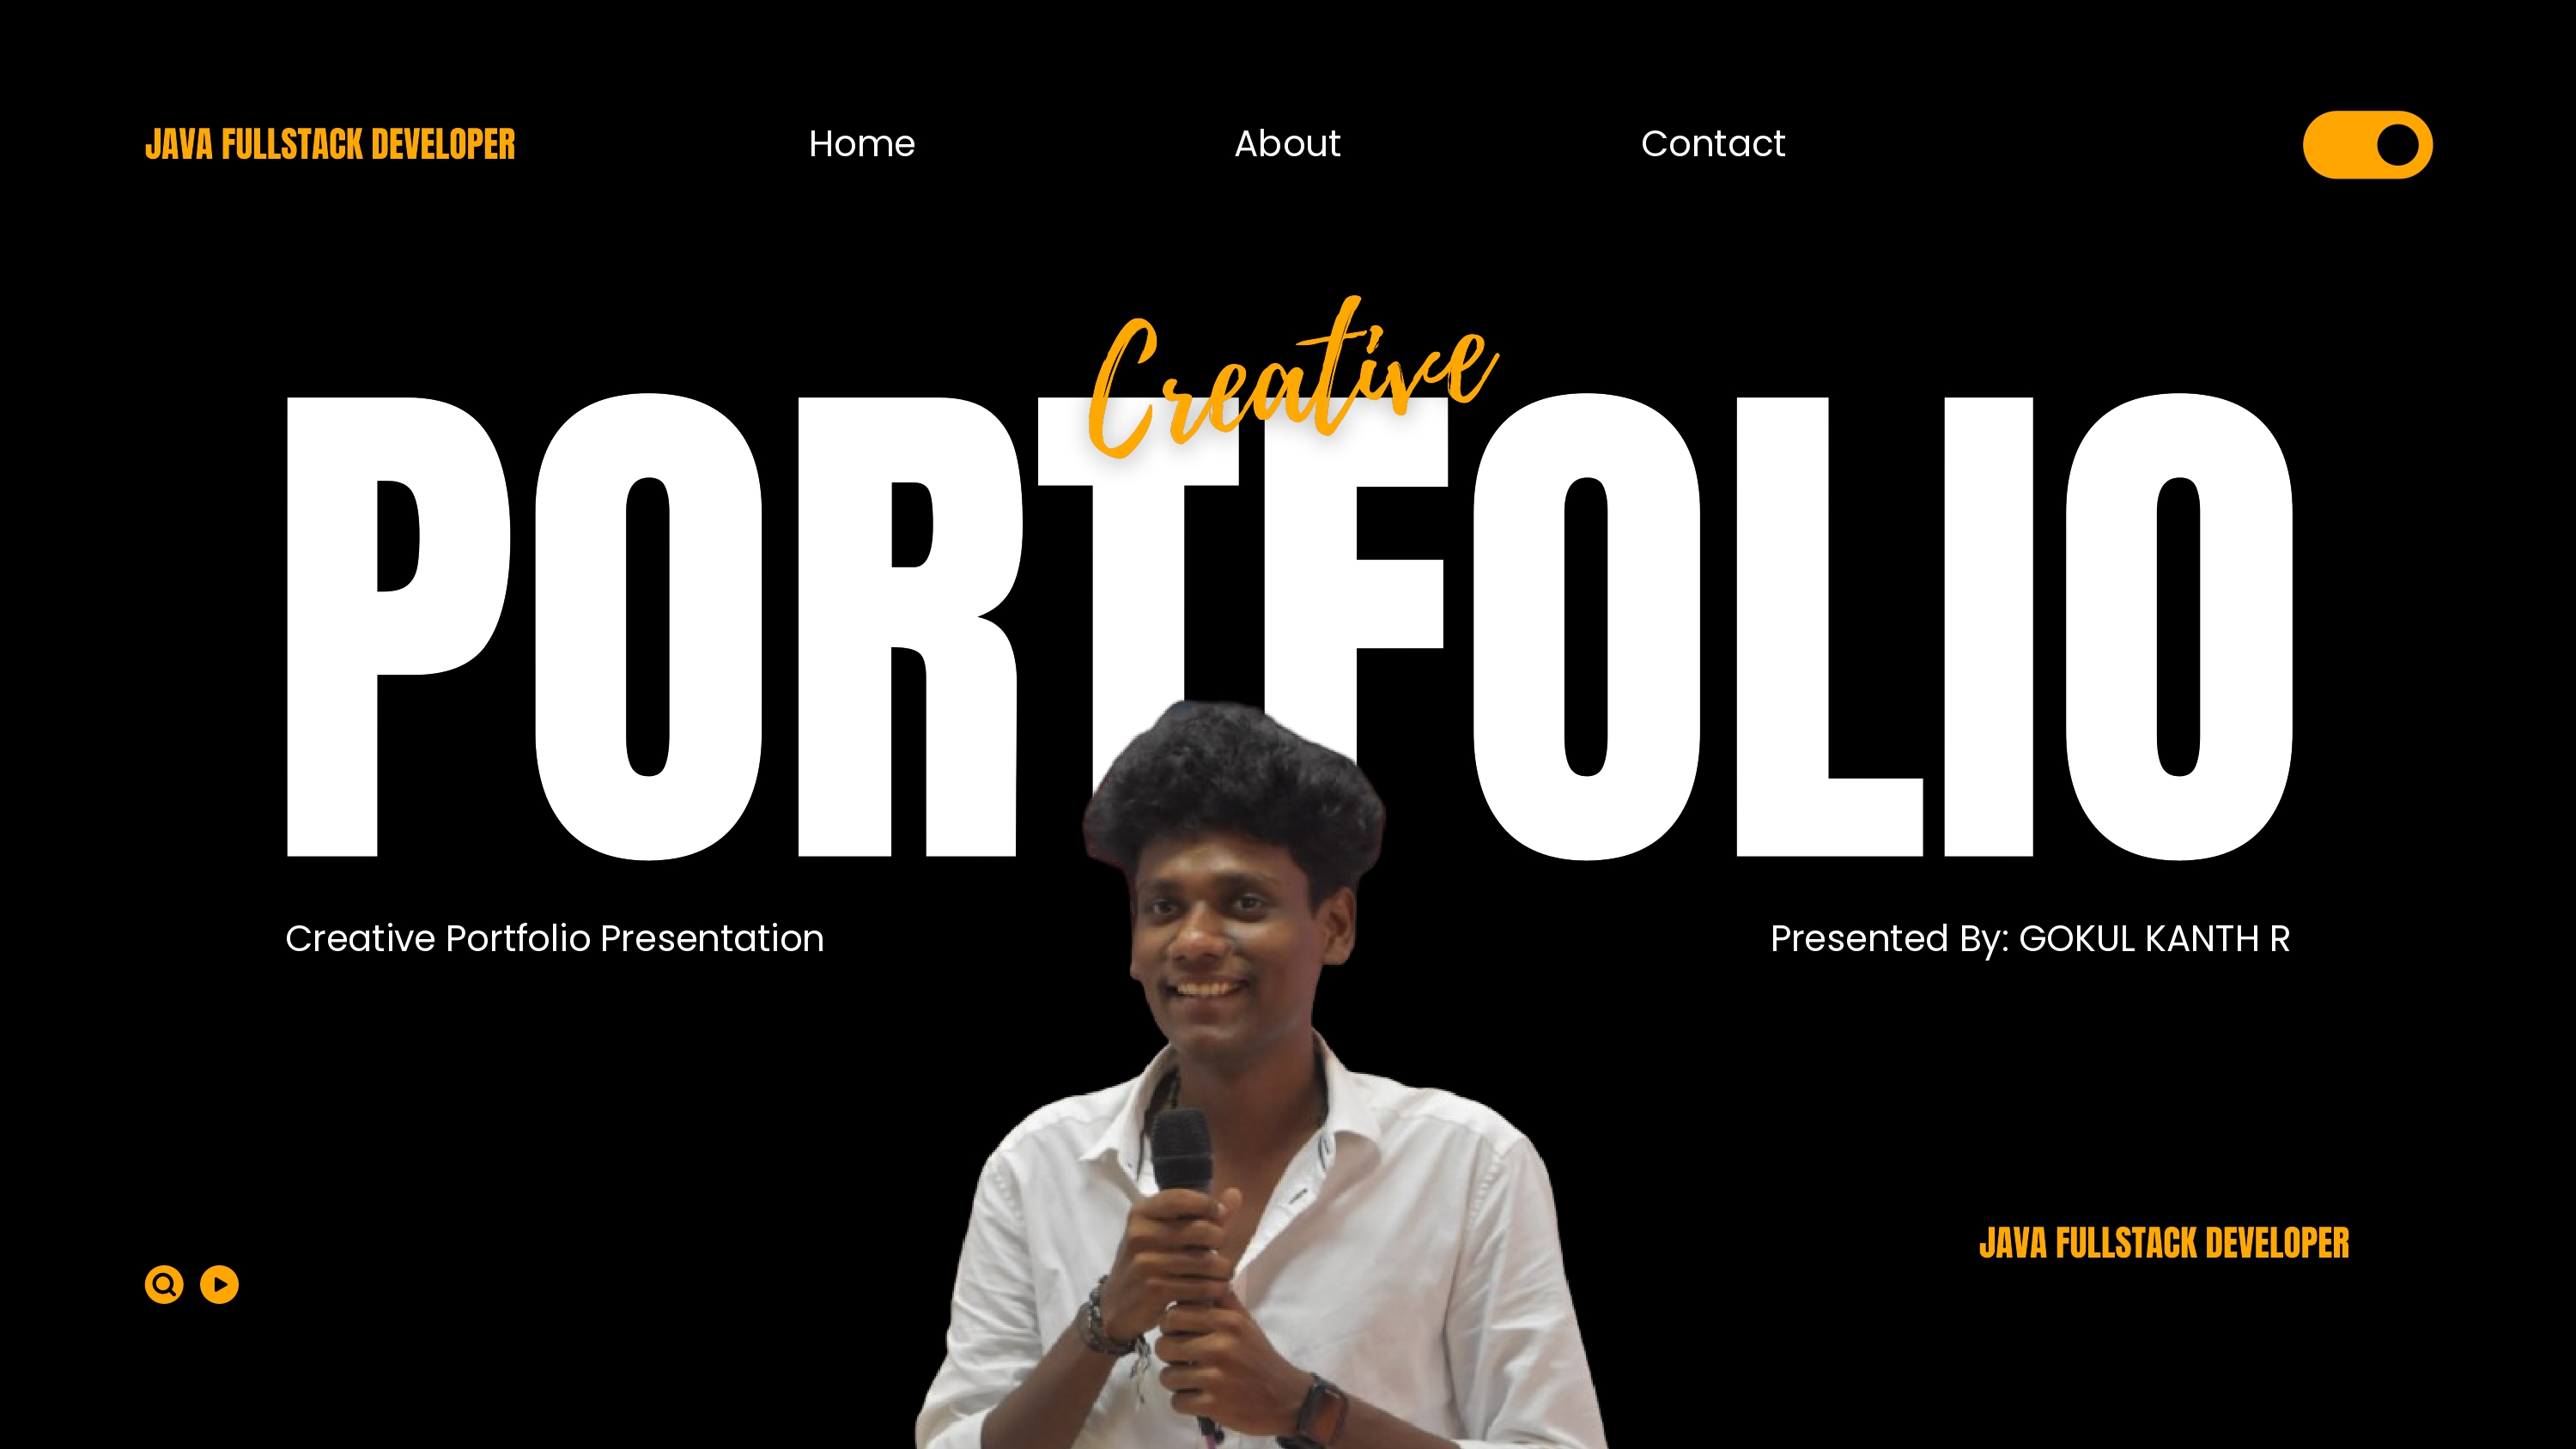 JAVA FULLSTACK DEVELOPER
Home
About
Contact
Creative
PORTFOLIO
Creative Portfolio Presentation
Presented By: GOKUL KANTH R
JAVA FULLSTACK DEVELOPER